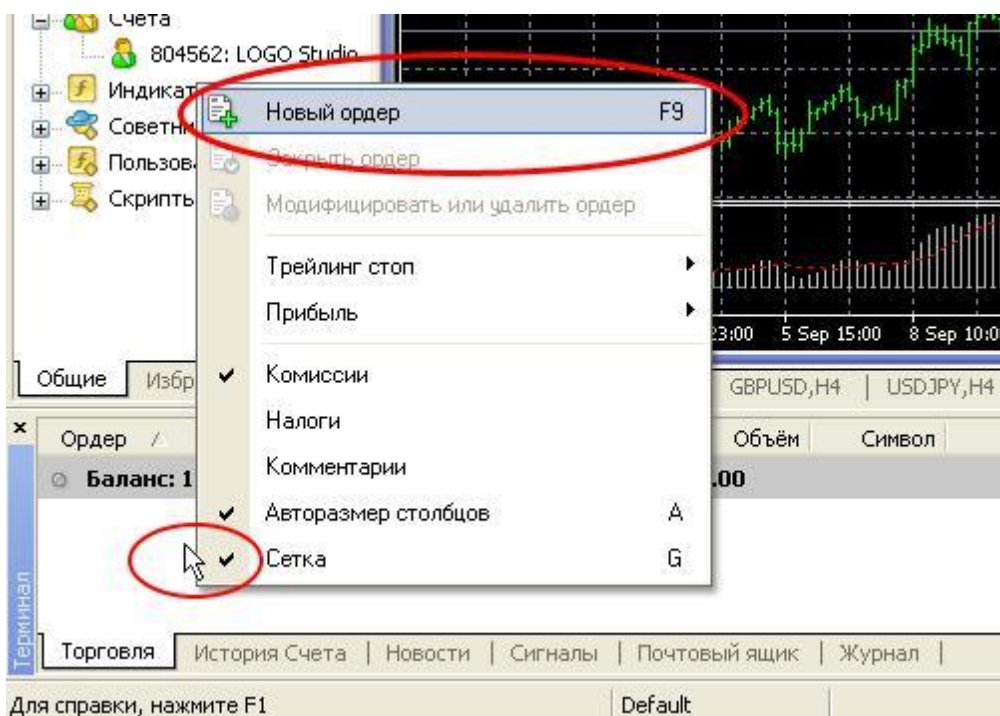 Счета
804562: LOGO Studio
Индикат
Советни
Пользов
Скрипты
Новый ордер F9
Закрыть ордер
Модифицировать или удалить ордер
Трейлинг стоп
Прибыль
Комиссии
Налоги
Комментарии
Авторазмер столбцов A
Сетка G
23:00 5 Sep 15:00 8 Sep 10:0
Общие Избр
GBPUSD,H4 | USDJPY,H4
Ордер / Объём Символ
Баланс: 1 .00
Терминал
Торговля История Счета | Новости | Сигналы | Почтовый ящик | Журнал |
Для справки, нажмите F1 Default